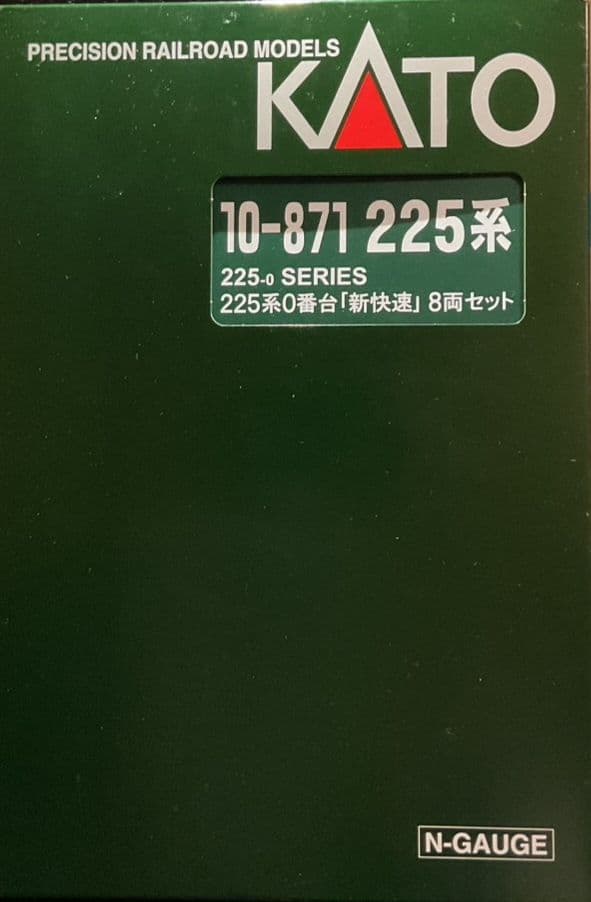 PRECISION RAILROAD MODELS
KATO
10-871 225系
225-0 SERIES
225系0番台「新快速」8両セット
N-GAUGE